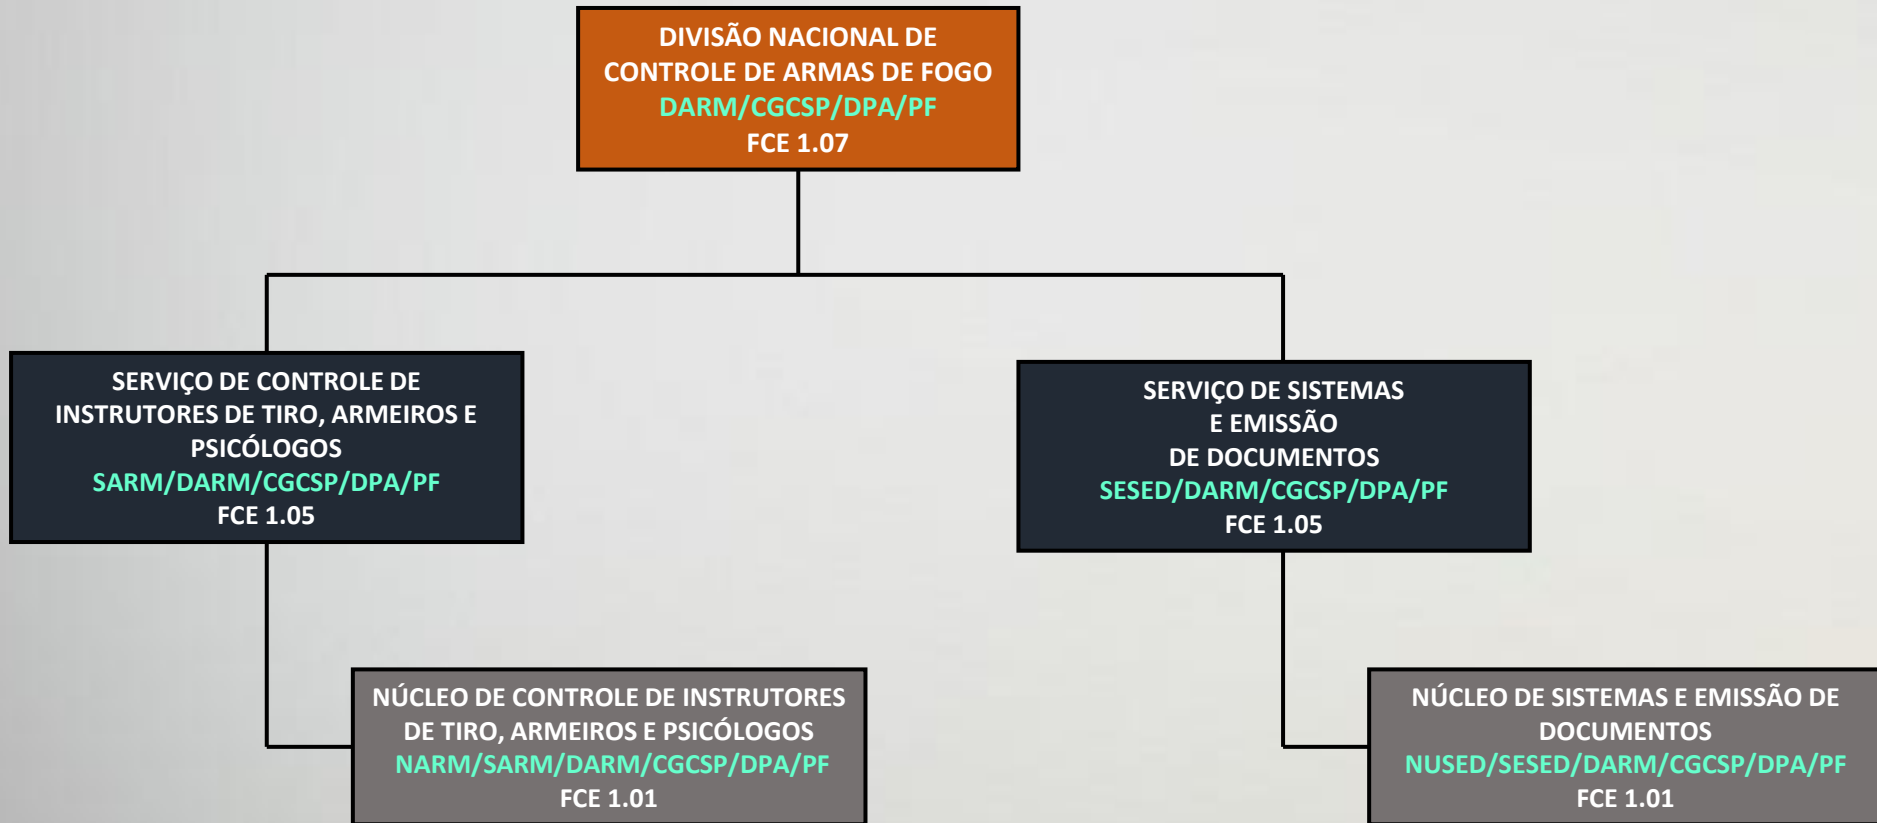 DIVISÃO NACIONAL DE
CONTROLE DE ARMAS DE FOGO
DARM/CGCSP/DPA/PF
FCE 1.07
SERVIÇO DE CONTROLE DE
INSTRUTORES DE TIRO, ARMEIROS E
PSICÓLOGOS
SARM/DARM/CGCSP/DPA/PF
FCE 1.05
SERVIÇO DE SISTEMAS
E EMISSÃO
DE DOCUMENTOS
SESED/DARM/CGCSP/DPA/PF
FCE 1.05
NÚCLEO DE CONTROLE DE INSTRUTORES
DE TIRO, ARMEIROS E PSICÓLOGOS
NARM/SARM/DARM/CGCSP/DPA/PF
FCE 1.01
NÚCLEO DE SISTEMAS E EMISSÃO DE
DOCUMENTOS
NUSED/SESED/DARM/CGCSP/DPA/PF
FCE 1.01